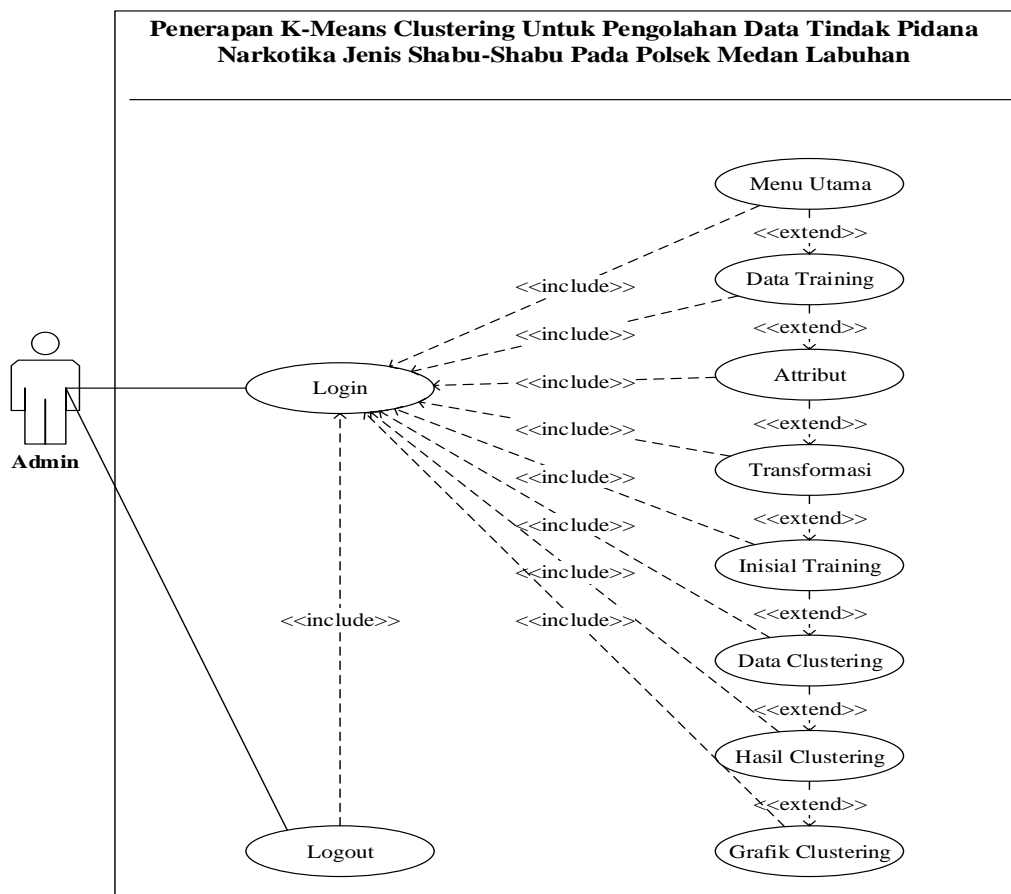 Penerapan K-Means Clustering Untuk Pengolahan Data Tindak Pidana
Narkotika Jenis Shabu-Shabu Pada Polsek Medan Labuhan
Menu Utama
<<extend>>
Data Training
<<include>>
<<extend>>
<<include>>
Attribut
Login
<<include>>
<<extend>>
<<include>>
Admin
Transformasi
<<include>>
<<extend>>
<<include>>
Inisial Training
<<include>>
<<extend>>
<<include>>
<<include>>
Data Clustering
<<extend>>
Hasil Clustering
<<extend>>
Logout
Grafik Clustering